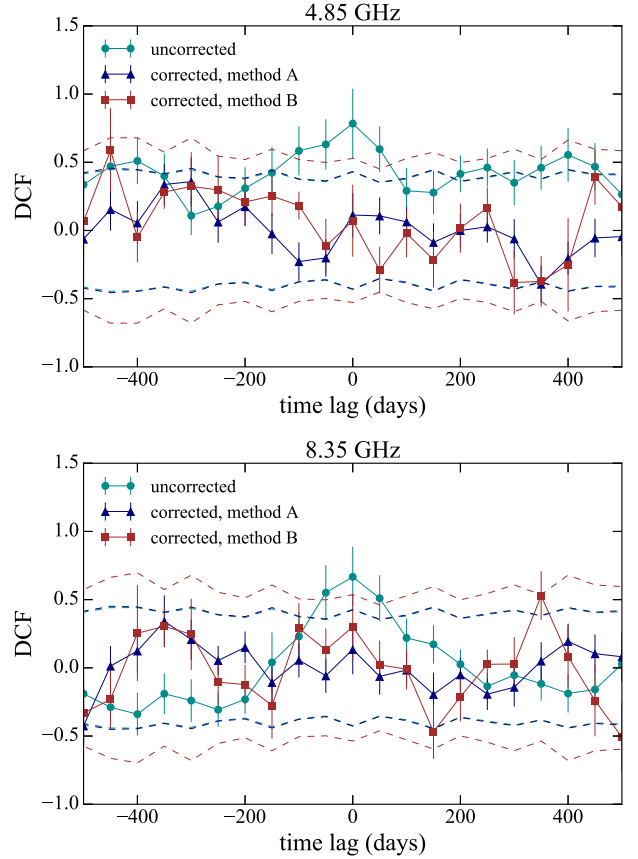 4.85 GHz
1.5
1.0
0.5
0.0
−0.5
−1.0
DCF
uncorrected
corrected, method A
corrected, method B
−400 −200 0 200 400
time lag (days)
8.35 GHz
1.5
1.0
0.5
0.0
−0.5
−1.0
DCF
uncorrected
corrected, method A
corrected, method B
−400 −200 0 200 400
time lag (days)